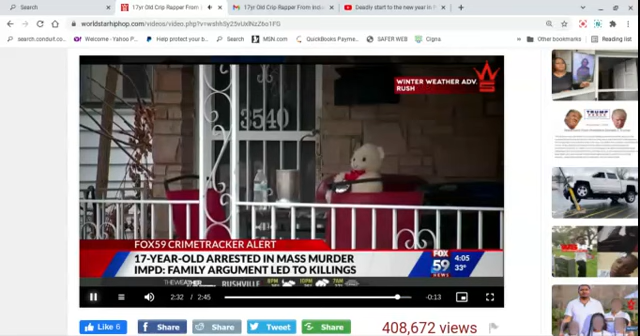 Search
17yr Old Crip Rapper From
17yr Old Crip Rapper From
Deadly start to the new year in
worldstarhiphop.com/videos/video.php?v=
search.conduit.co...
Welcome - Yahoo
Help protect your b...
Search
MSN.com
QuickBooks Payme...
SAFER WEB
Cigna
Other bookmarks
Reading list
WINTER WEATHER ADV.
RUSH
3540
FOX59 CRIMETRACKER ALERT
17-YEAR-OLD ARRESTED IN MASS MURDER
IMPD: FAMILY ARGUMENT LED TO KILLINGS
FOX
59
NEWS
4:05
33°
RUSHVILLE
8PM
10PM
2:32 / 2:45
-0:13
TRUMP
Like 6
Share
Share
Tweet
Share
408,672 views